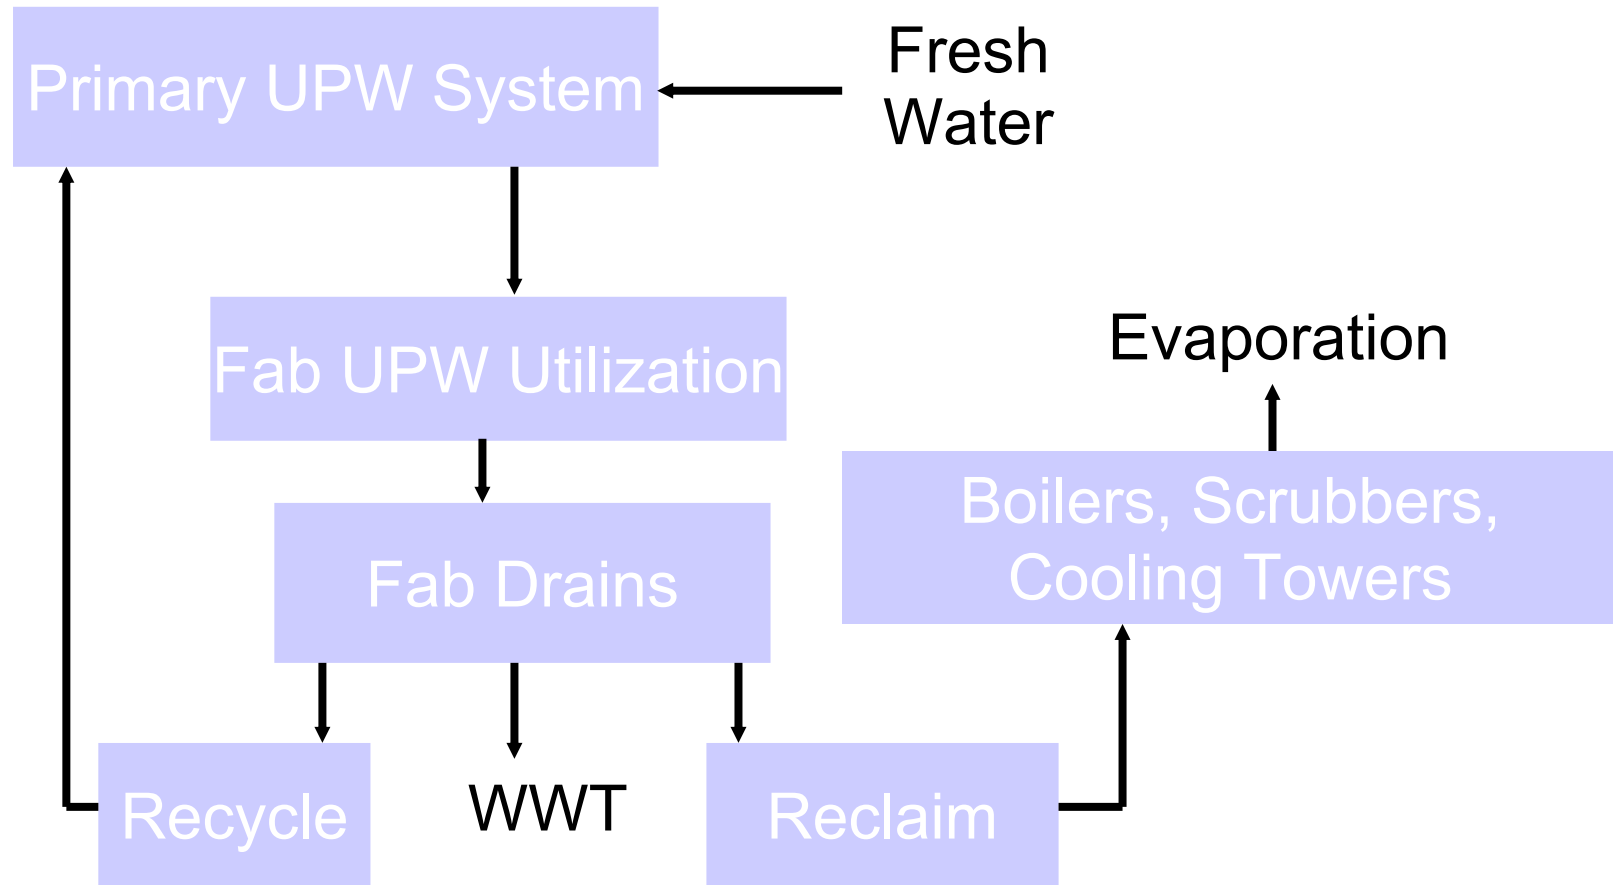 Primary UPW System
Fresh
Water
Fab UPW Utilization
Evaporation
Boilers, Scrubbers,
Cooling Towers
Fab Drains
Recycle
WWT
Reclaim